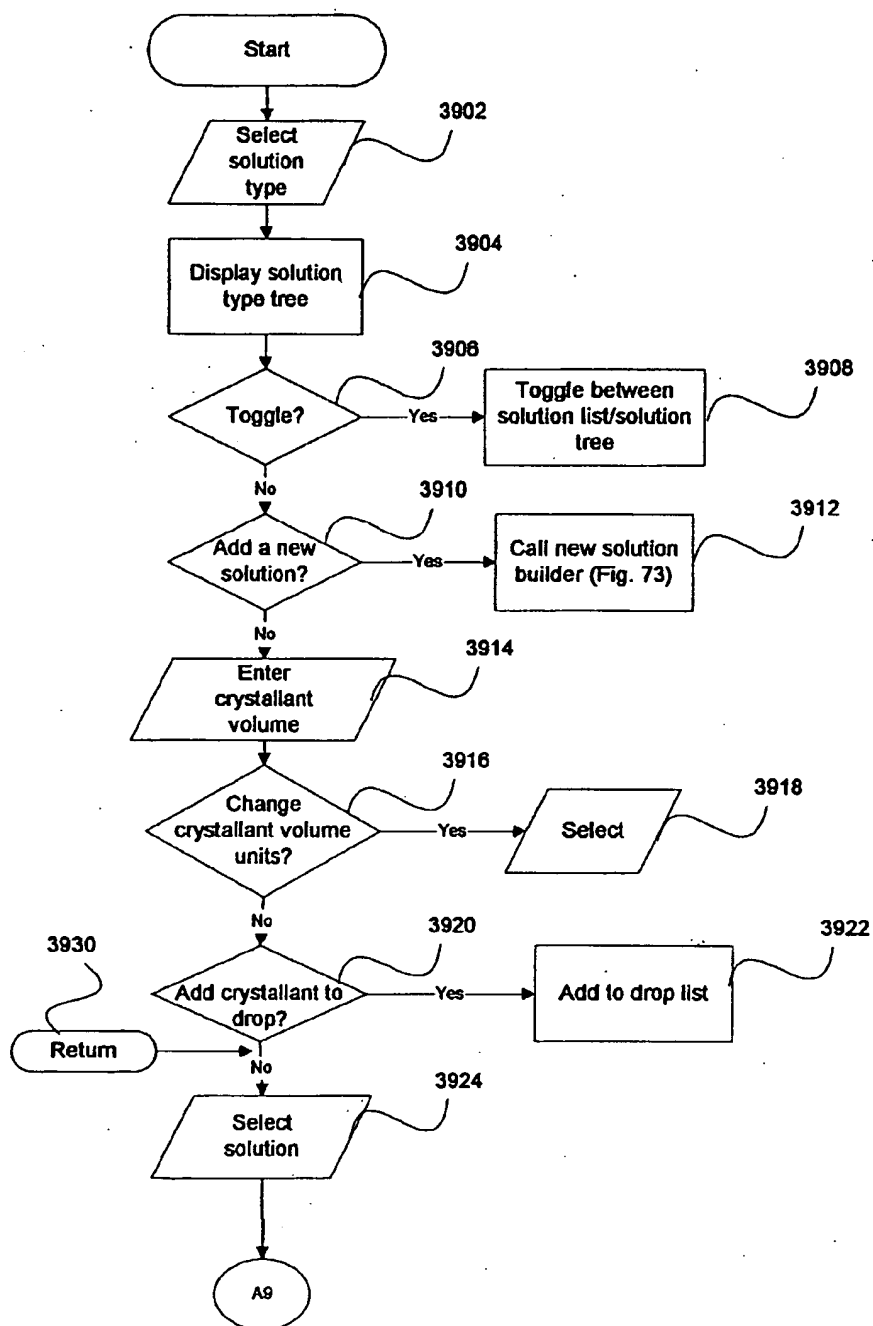 Start
3902
Select
solution
type
3904
Display solution
type tree
3906
Toggle?
Yes
3908
Toggle between
solution list/solution
tree
No
3910
Add a new
solution?
Yes
3912
Call new solution
builder (Fig. 73)
No
3914
Enter
crystallant
volume
3916
Change
crystallant volume
units?
Yes
3918
Select
No
3920
Add crystallant to
drop?
Yes
3922
Add to drop list
3930
Return
No
3924
Select
solution
A9